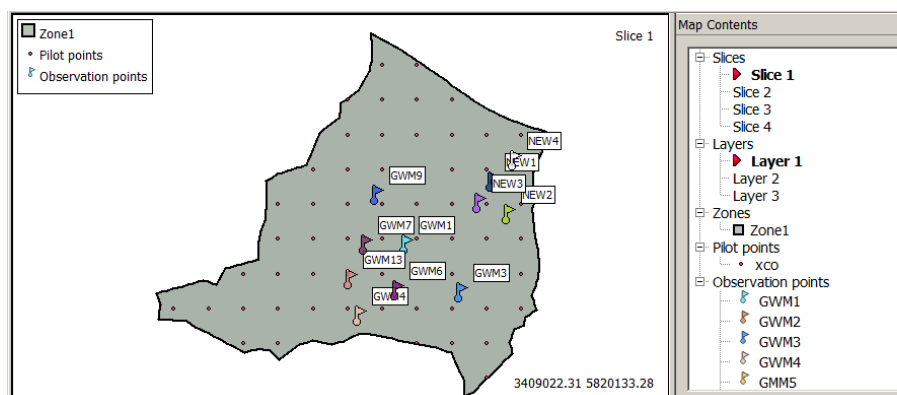 Zone1
Pilot points
Observation points
Slice 1
NEW4
NEW1
NEW3
NEW2
GWM9
GWM7
GWM1
GWM13
GWM6
GWM3
GWM4
3409022.31 5820133.28
Map Contents
Slices
Slice 1
Slice 2
Slice 3
Slice 4
Layers
Layer 1
Layer 2
Layer 3
Zones
Zone1
Pilot points
xco
Observation points
GWM1
GWM2
GWM3
GWM4
GMM5